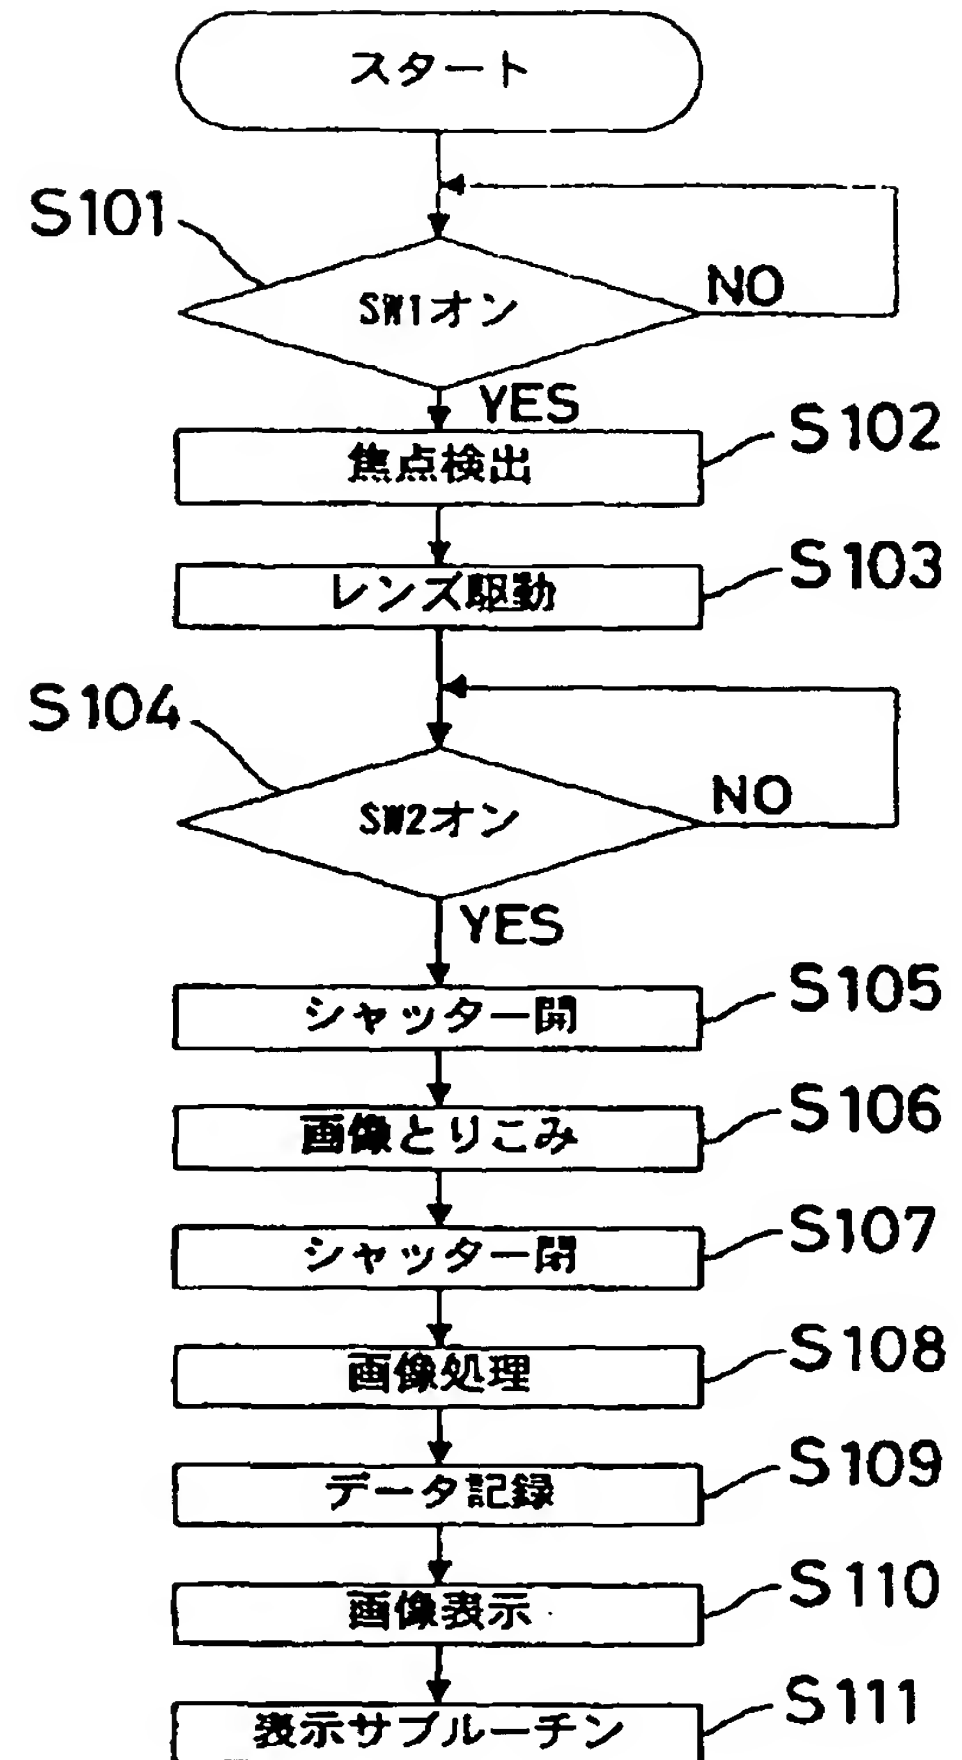 スタート
S101
SW1オン
NO
YES
S102
焦点検出
S103
レンズ駆動
S104
SW2オン
NO
YES
S105
シャッター開
S106
画像とりこみ
S107
シャッター閉
S108
画像処理
S109
データ記録
S110
画像表示
S111
表示サブルーチン